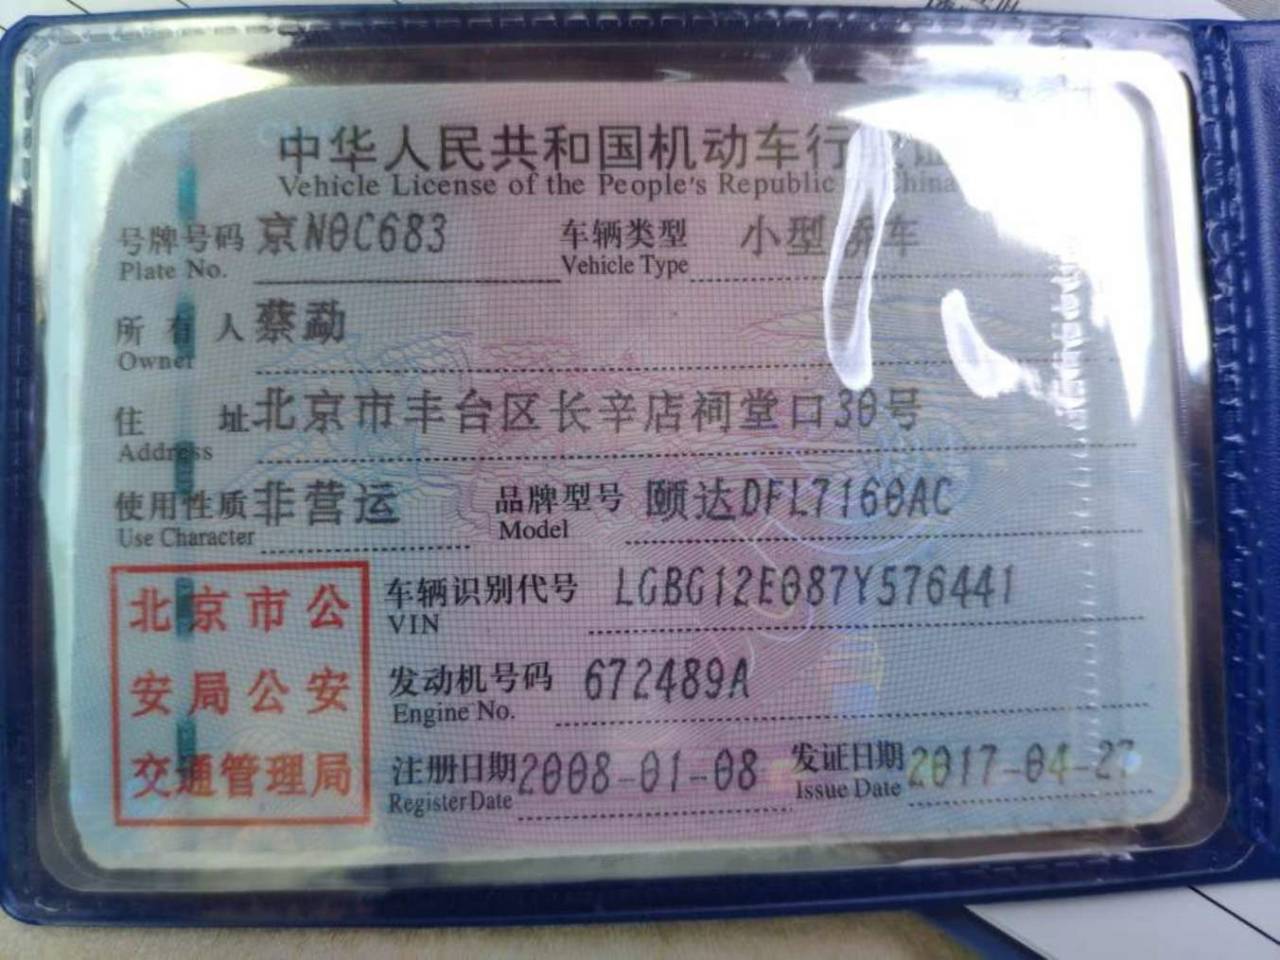 中华人民共和国机动车行
Vehicle License of the People's Republic China
号牌号码 京N0C683 车辆类型 小型轿车
Plate No. Vehicle Type
所有人 蔡勐
Owner
住址 北京市丰台区长辛店祠堂口30号
Address
使用性质 非营运 品牌型号 颐达DFL7160AC
Use Character Model
北京市公
安局公安
交通管理局
车辆识别代号 LGBG12E087Y576441
VIN
发动机号码 672489A
Engine No.
注册日期 2008-01-08 发证日期 2017-04-27
Register Date Issue Date